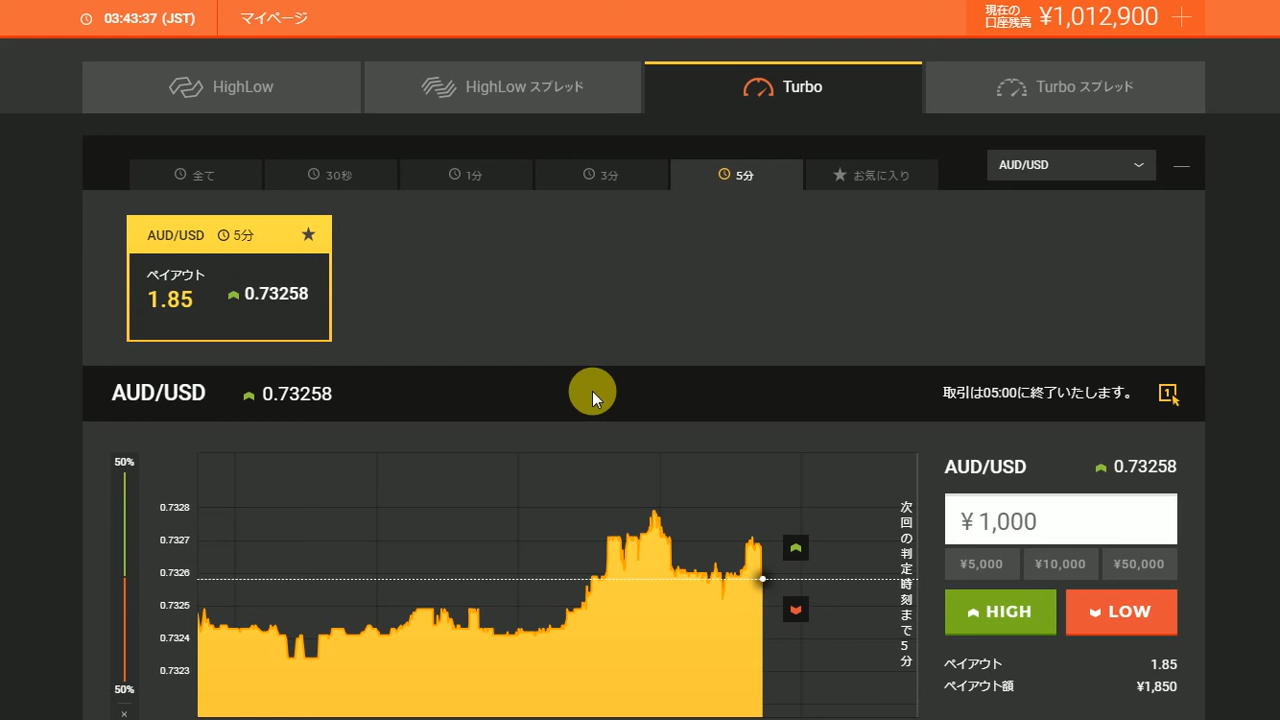 03:43:37 (JST)
マイページ
現在の
口座残高
¥1,012,900
HighLow
HighLow スプレッド
Turbo
Turbo スプレッド
全て
30秒
1分
3分
5分
お気に入り
AUD/USD
AUD/USD 5分
ペイアウト
1.85
0.73258
AUD/USD 0.73258
取引は05:00に終了いたします。
1
50%
0.7328
0.7327
0.7326
0.7325
0.7324
0.7323
50%
×
次回の判定時刻まで5分
AUD/USD 0.73258
¥ 1,000
¥5,000 ¥10,000 ¥50,000
HIGH LOW
ペイアウト 1.85
ペイアウト額 ¥1,850